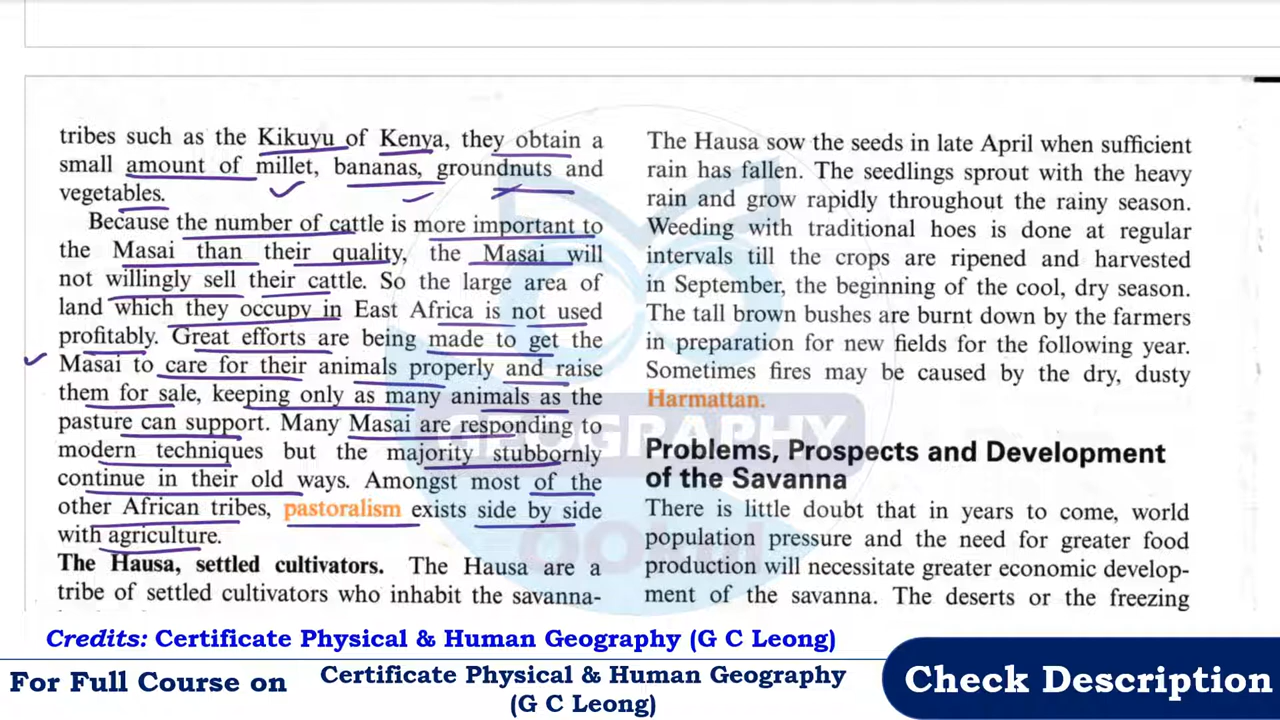 tribes such as the Kikuyu of Kenya, they obtain a
small amount of millet, bananas, groundnuts and
vegetables.
Because the number of cattle is more important to
the Masai than their quality, the Masai will
not willingly sell their cattle. So the large area of
land which they occupy in East Africa is not used
profitably. Great efforts are being made to get the
Masai to care for their animals properly and raise
them for sale, keeping only as many animals as the
pasture can support. Many Masai are responding to
modern techniques but the majority stubbornly
continue in their old ways. Amongst most of the
other African tribes, pastoralism exists side by side
with agriculture.
The Hausa, settled cultivators. The Hausa are a
tribe of settled cultivators who inhabit the savanna-
The Hausa sow the seeds in late April when sufficient
rain has fallen. The seedlings sprout with the heavy
rain and grow rapidly throughout the rainy season.
Weeding with traditional hoes is done at regular
intervals till the crops are ripened and harvested
in September, the beginning of the cool, dry season.
The tall brown bushes are burnt down by the farmers
in preparation for new fields for the following year.
Sometimes fires may be caused by the dry, dusty
Harmattan.
Problems, Prospects and Development
of the Savanna
There is little doubt that in years to come, world
population pressure and the need for greater food
production will necessitate greater economic develop-
ment of the savanna. The deserts or the freezing
GEOGRAPHY
Credits: Certificate Physical & Human Geography (G C Leong)
For Full Course on
Certificate Physical & Human Geography
(G C Leong)
Check Description